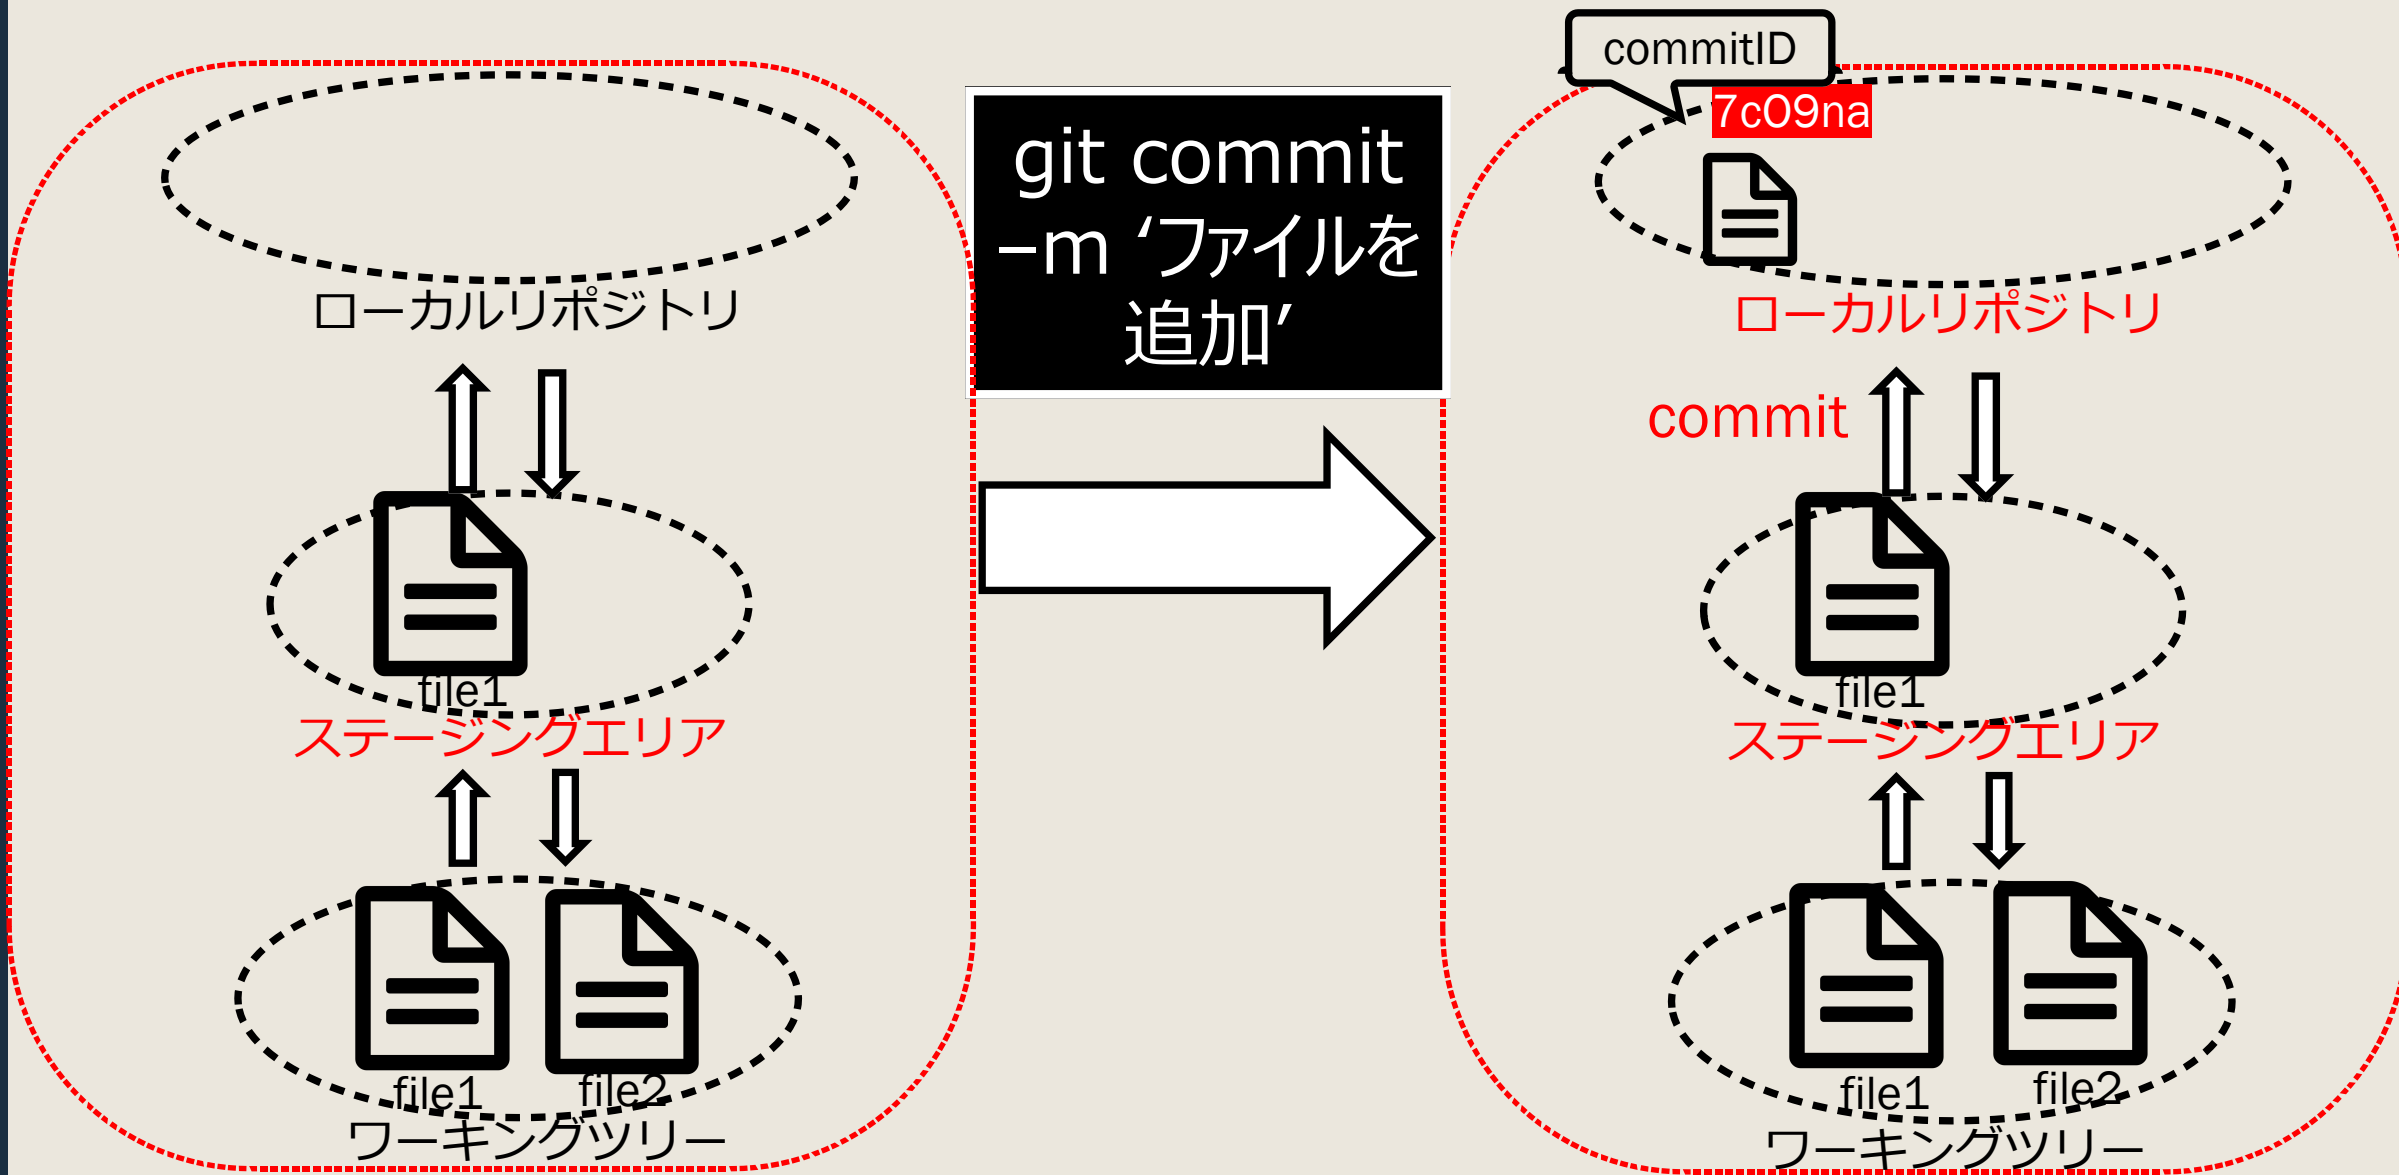 ローカルリポジトリ
file1
ステージングエリア
file1
file2
ワーキングツリー
git commit
–m ‘ファイルを
追加’
commitID
7c09na
ローカルリポジトリ
commit
file1
ステージングエリア
file1
file2
ワーキングツリー